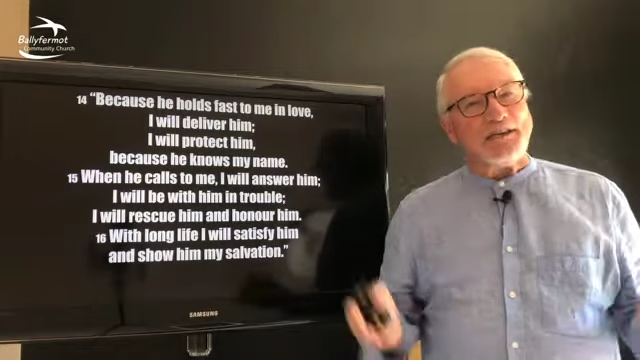 Ballyfermot
Community Church
14 “Because he holds fast to me in love,
I will deliver him;
I will protect him,
because he knows my name.
15 When he calls to me, I will answer him;
I will be with him in trouble;
I will rescue him and honour him.
16 With long life I will satisfy him
and show him my salvation.”
SAMSUNG